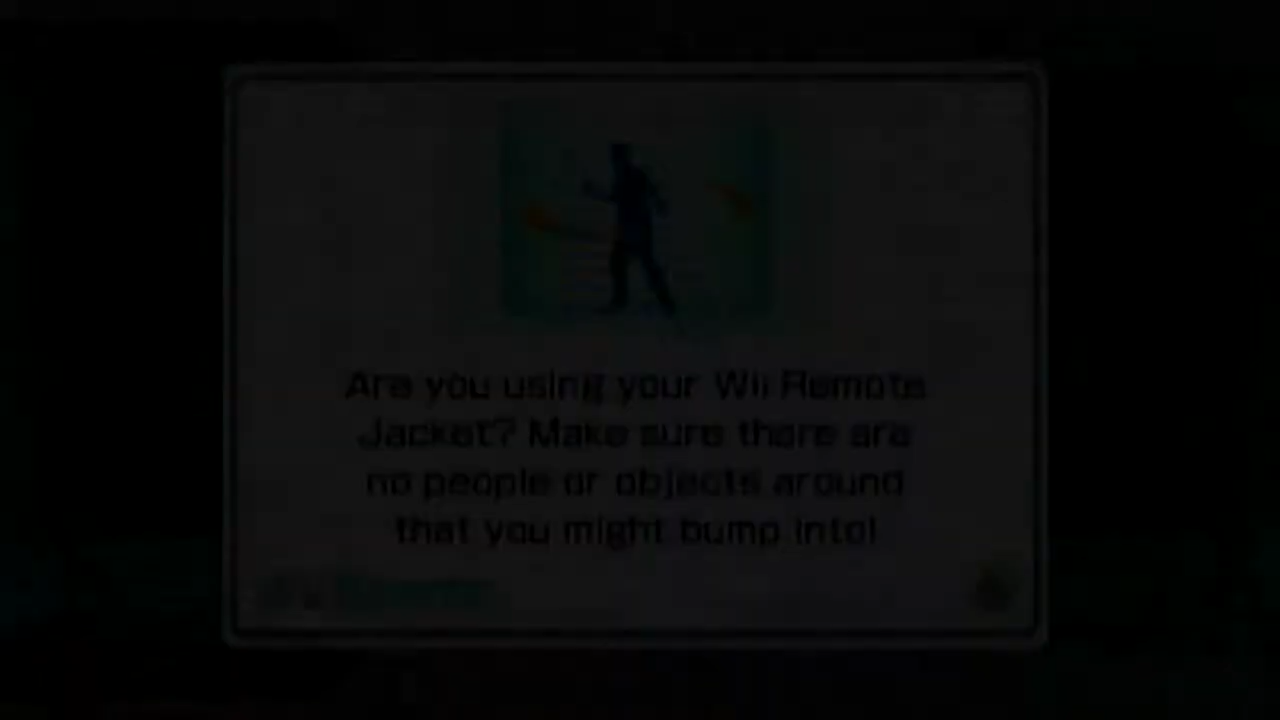 Are you using your Wii Remote
Jacket? Make sure there are
no people or objects around
that you might bump into!